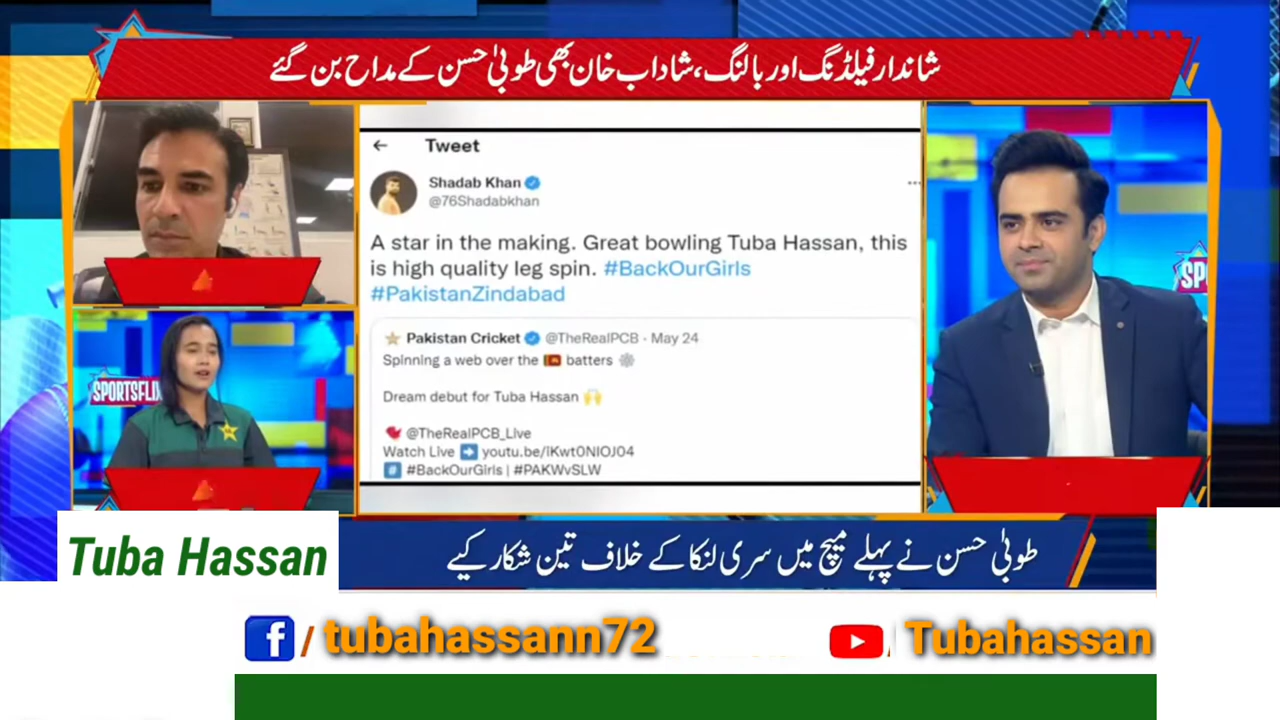 شاندار فیلڈنگ اور بالنگ، شاداب خان بھی طوبیٰ حسن کے مداح بن گئے
Tweet
Shadab Khan
@76Shadabkhan
A star in the making. Great bowling Tuba Hassan, this
is high quality leg spin. #BackOurGirls
#PakistanZindabad
Pakistan Cricket @TheRealPCB · May 24
Spinning a web over the 🇱🇰 batters 🕸️
Dream debut for Tuba Hassan 🙌
@TheRealPCB_Live
Watch Live ➡️ youtu.be/iKwt0NIOJ04
#️⃣ #BackOurGirls | #PAKWvSLW
SPORTSFLIX
SP
Tuba Hassan
طوبیٰ حسن نے پہلے میچ میں سری لنکا کے خلاف تین شکار کیے
f / tubahassann72
Tubahassan